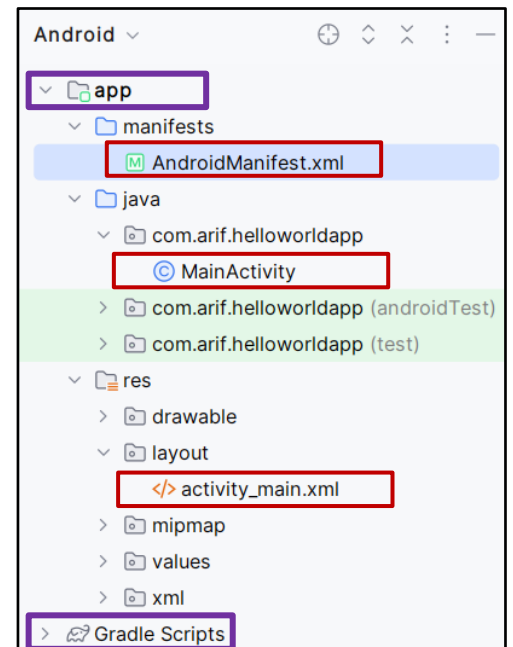 Android
app
manifests
M AndroidManifest.xml
java
com.arif.helloworldapp
C MainActivity
com.arif.helloworldapp (androidTest)
com.arif.helloworldapp (test)
res
drawable
layout
</> activity_main.xml
mipmap
values
xml
Gradle Scripts